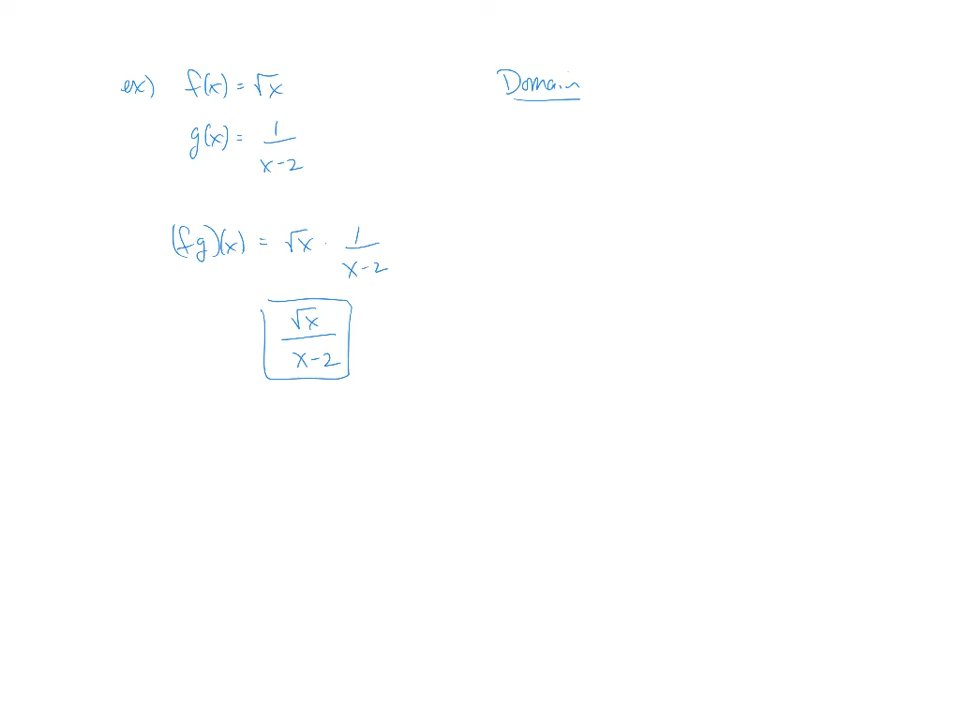 ex) f(x) = √x
Domain
g(x) = 1/(x-2)
(fg)(x) = √x · 1/(x-2)
√x/(x-2)